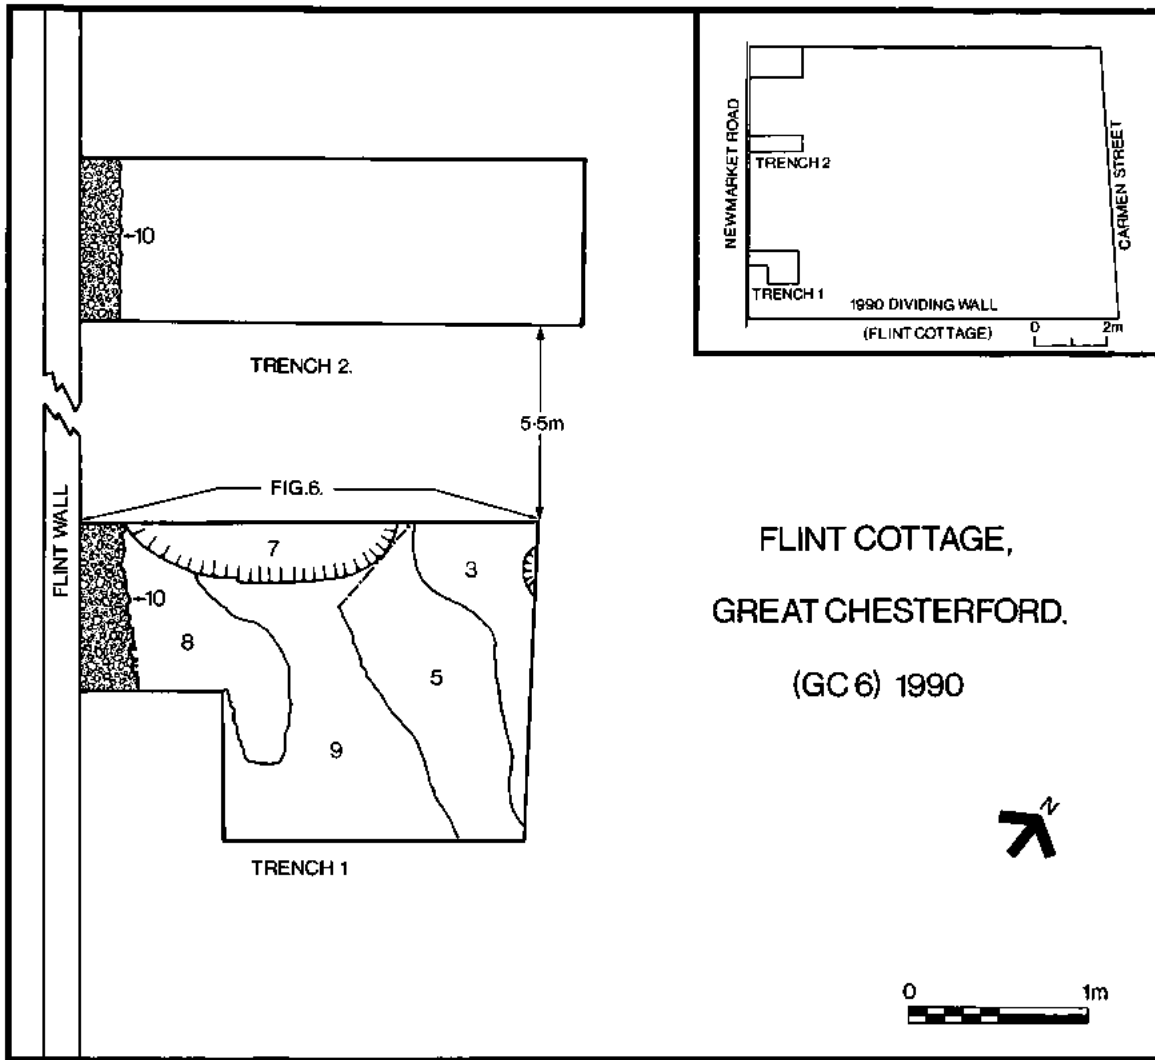 NEWMARKET ROAD
TRENCH 2
CARMEN STREET
TRENCH 1
1990 DIVIDING WALL
(FLINT COTTAGE)
0 2m
10
TRENCH 2.
5·5m
FIG.6.
FLINT WALL
7
3
10
8
5
9
TRENCH 1
FLINT COTTAGE,
GREAT CHESTERFORD.
(GC 6) 1990
N
0 1m